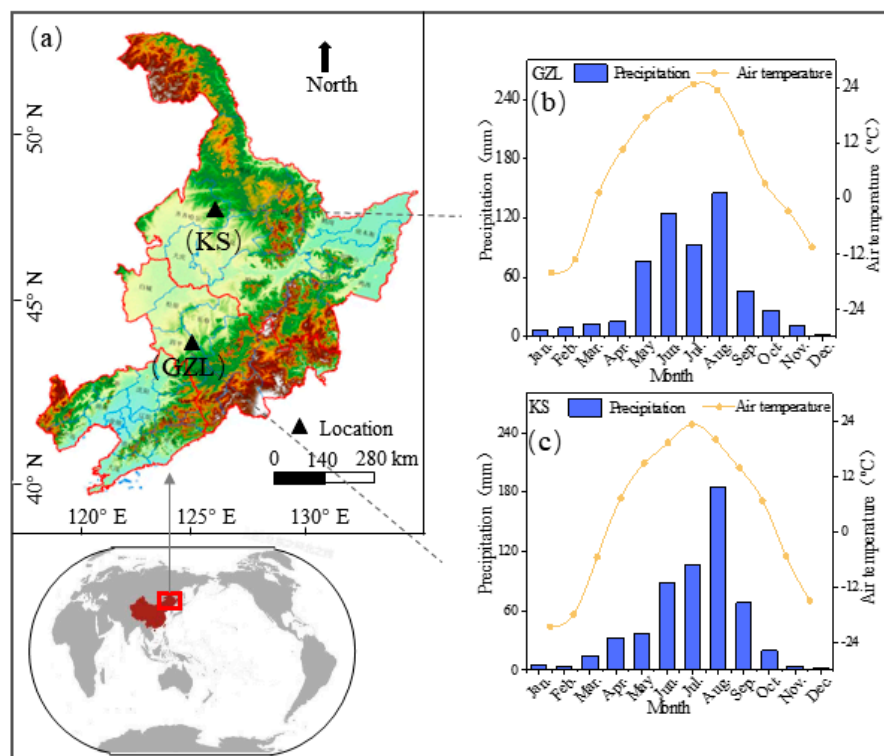 (a)
North
50° N
45° N
40° N
(KS)
(GZL)
Location
0 140 280 km
120° E 125° E 130° E
GZL Precipitation Air temperature
(b)
Precipitation (mm)
240
180
120
60
0
24
12
0
-12
-24
Air temperature (°C)
Jan. Feb. Mar. Apr. May Jun. Jul. Aug. Sep. Oct. Nov. Dec.
Month
KS Precipitation Air temperature
(c)
Precipitation (mm)
240
180
120
60
0
24
12
0
-12
-24
Air temperature (°C)
Jan. Feb. Mar. Apr. May Jun. Jul. Aug. Sep. Oct. Nov. Dec.
Month